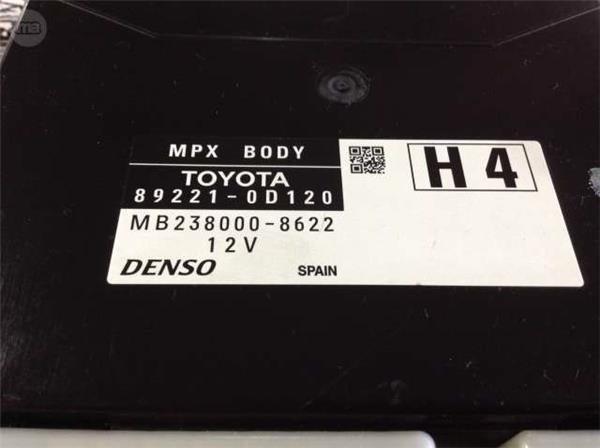 MPX BODY
TOYOTA
89221-0D120
MB238000-8622
12V
DENSO
SPAIN
H4